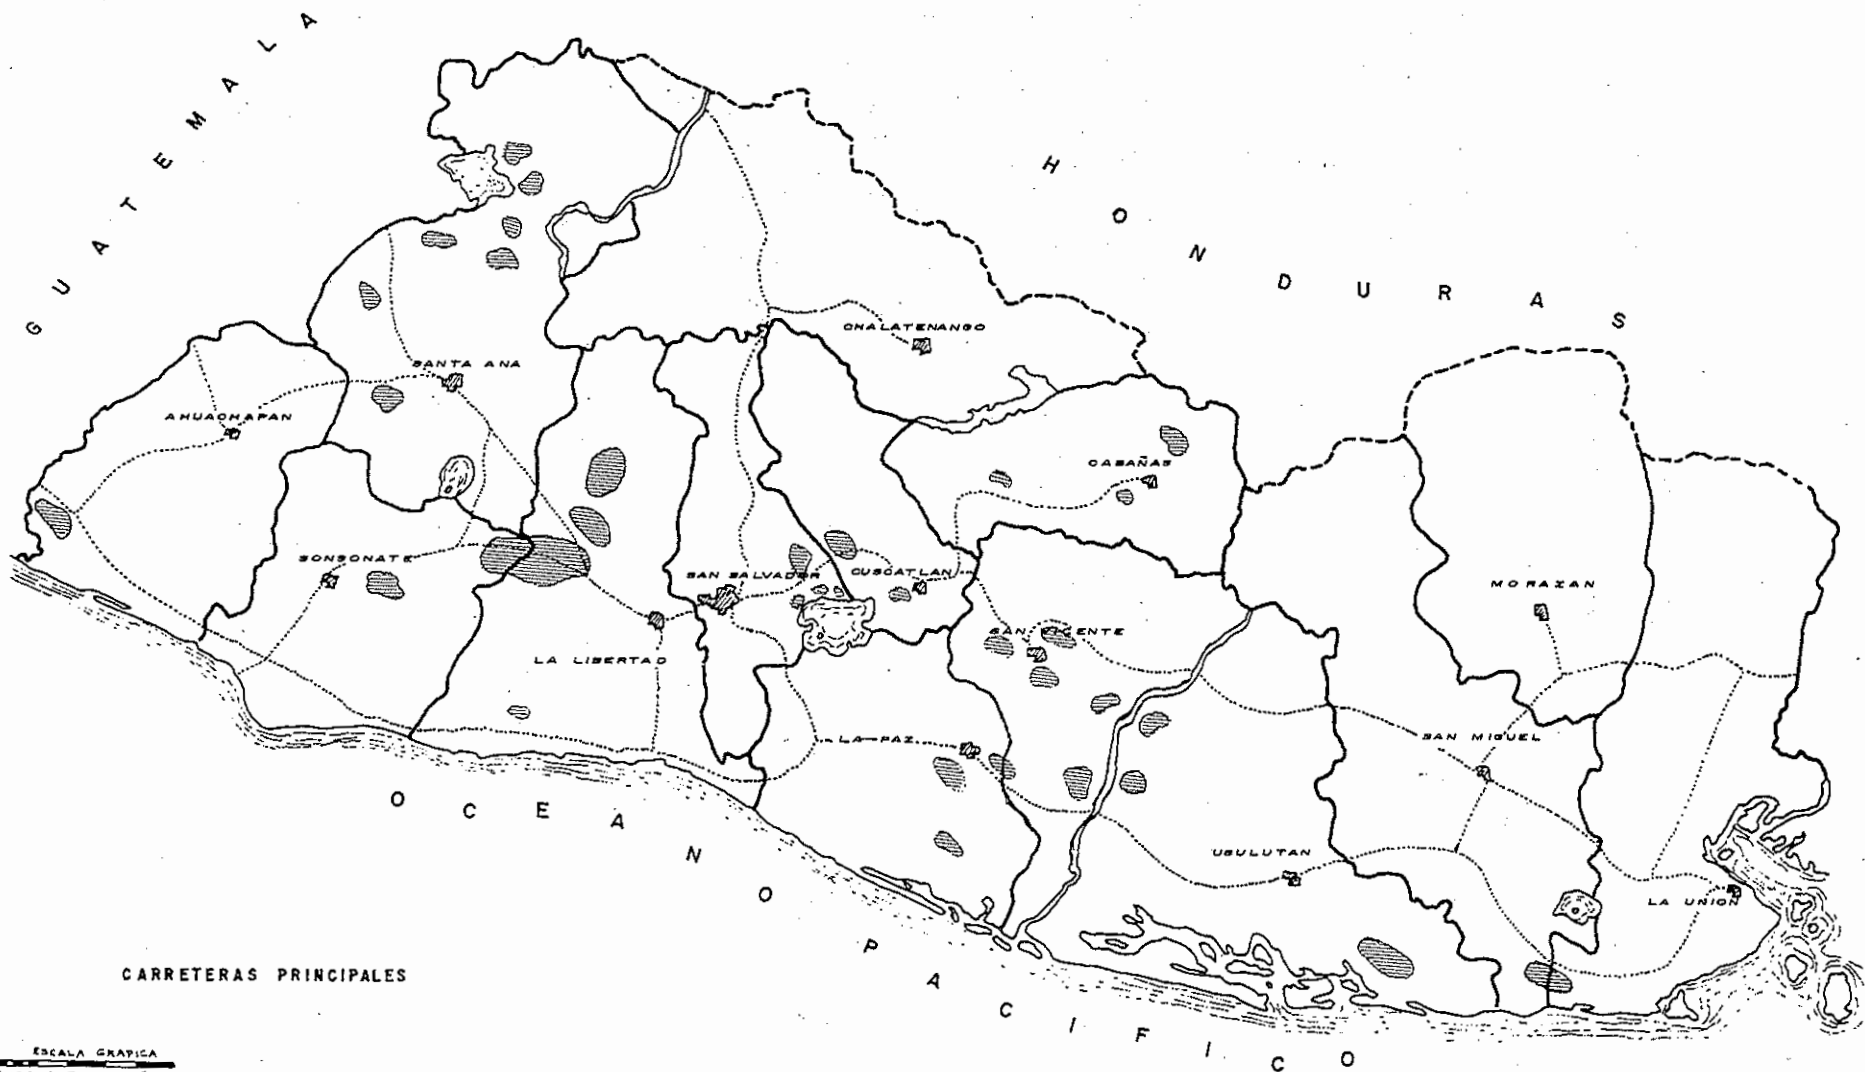 GUATEMALA
HONDURAS
CHALATENANGO
SANTA ANA
AHUACHAPAN
CABAÑAS
SONSONATE
SAN SALVADOR
CUSCATLAN
MORAZAN
SAN VICENTE
LA LIBERTAD
LA PAZ
SAN MIGUEL
USULUTAN
LA UNION
OCEANO PACIFICO
CARRETERAS PRINCIPALES
ESCALA GRAFICA